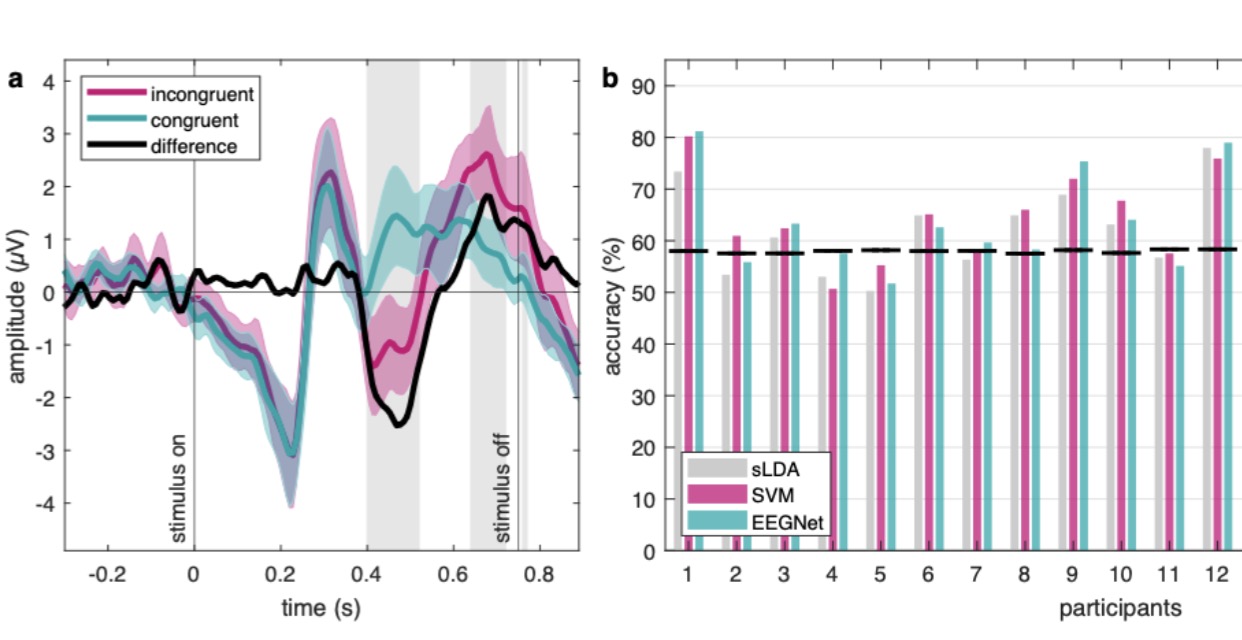 a
4
3
2
1
0
-1
-2
-3
-4
amplitude (µV)
incongruent
congruent
difference
stimulus on
stimulus off
-0.2 0 0.2 0.4 0.6 0.8
time (s)
b
90
80
70
60
50
40
30
20
10
0
accuracy (%)
sLDA
SVM
EEGNet
1 2 3 4 5 6 7 8 9 10 11 12
participants